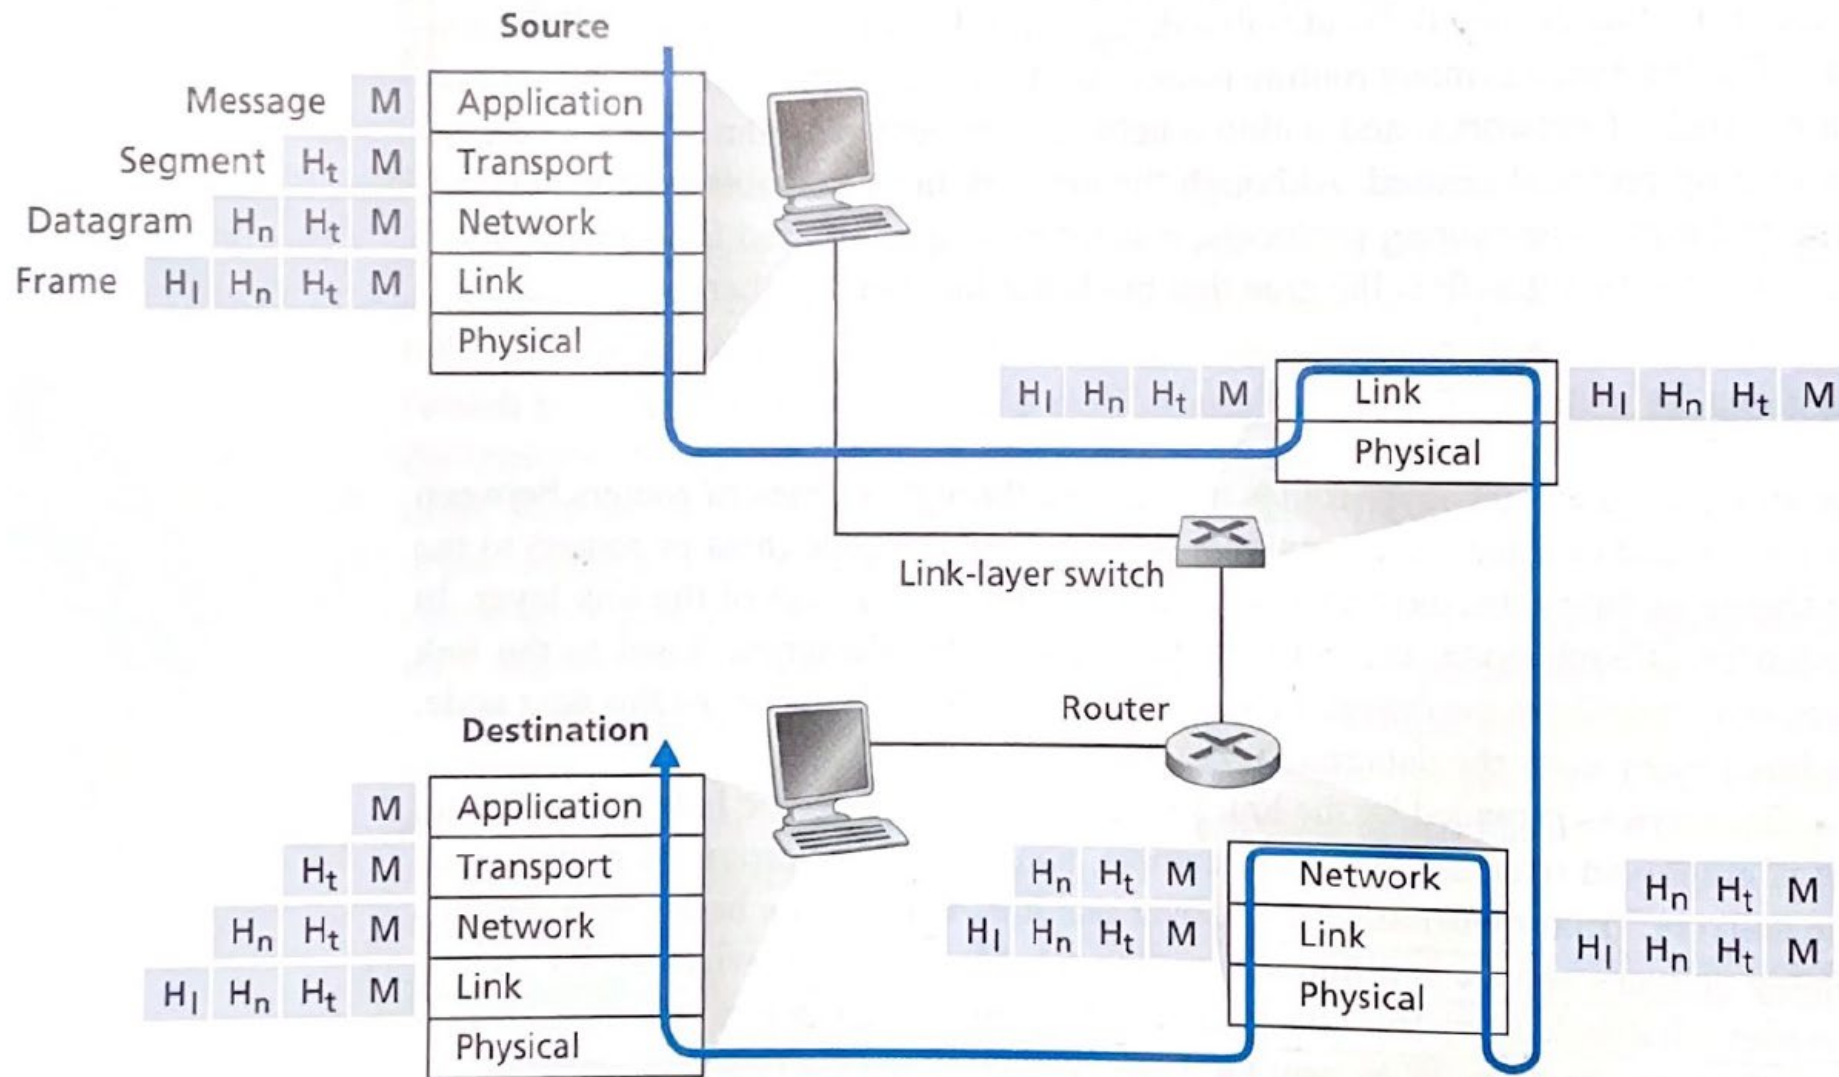 Source
Message M Application
Segment Hₜ M Transport
Datagram Hₙ Hₜ M Network
Frame Hₗ Hₙ Hₜ M Link
Physical
Hₗ Hₙ Hₜ M Link Hₗ Hₙ Hₜ M
Physical
Link-layer switch
Router
Destination
M Application
Hₜ M Transport
Hₙ Hₜ M Network
Hₗ Hₙ Hₜ M Link
Physical
Hₙ Hₜ M Network Hₙ Hₜ M
Hₗ Hₙ Hₜ M Link Hₗ Hₙ Hₜ M
Physical